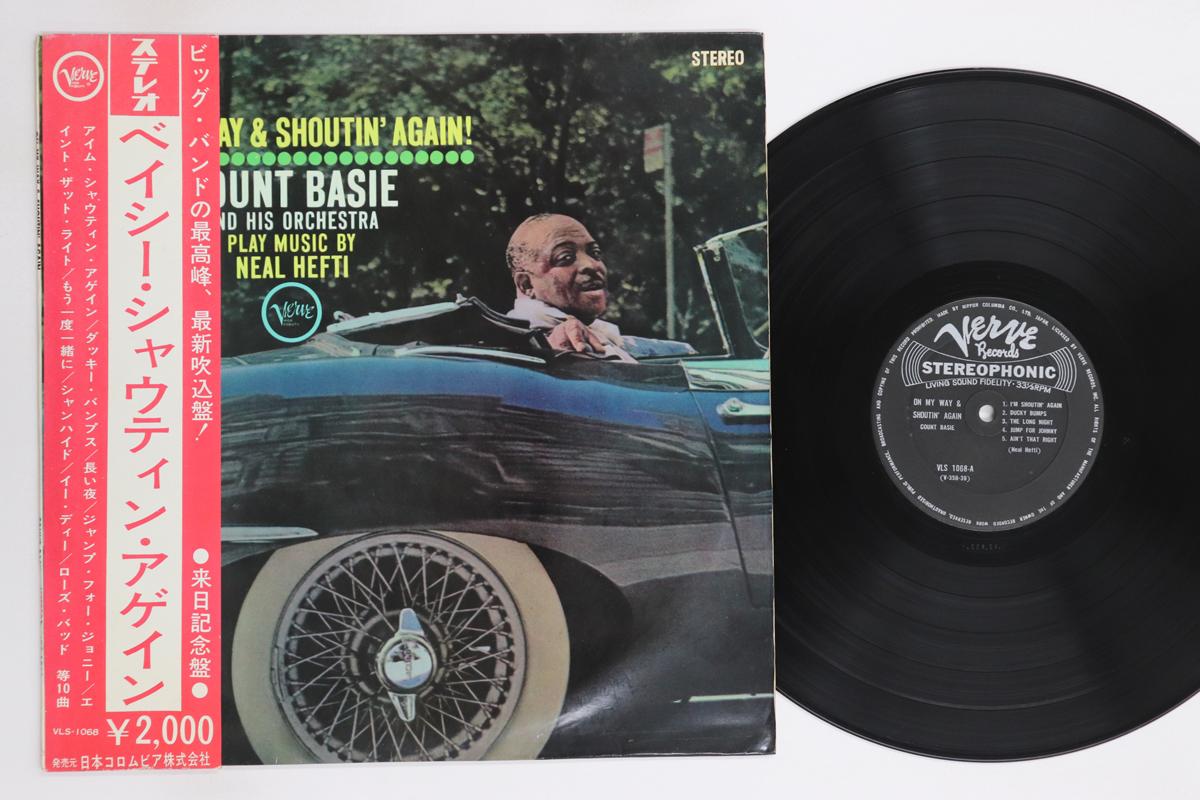 Verve
ステレオ
ベイシー・シャウティン・アゲイン
ビッグ・バンドの最高峰、最新吹込盤!
●来日記念盤●
アイム・シャウティン・アゲイン/ダッキー・バンプス/長い夜/ジャンプ・フォー・ジョニー/エ
イント・ザット・ライト/もう一度一緒に/シャンハイド/イー・ディー/ローズ・バッド 等10曲
VLS-1068
¥2,000
発売元 日本コロムビア株式会社
STEREO
AY & SHOUTIN' AGAIN!
OUNT BASIE
ND HIS ORCHESTRA
PLAY MUSIC BY
NEAL HEFTI
Verve
Verve
Records
STEREOPHONIC
LIVING SOUND FIDELITY · 33⅓ RPM
ON MY WAY &
SHOUTIN' AGAIN
COUNT BASIE
1. I'M SHOUTIN' AGAIN
2. DUCKY BUMPS
3. THE LONG NIGHT
4. JUMP FOR JOHNNY
5. AIN'T THAT RIGHT
(Neal Hefti)
VLS 1068-A
(V-358-39)